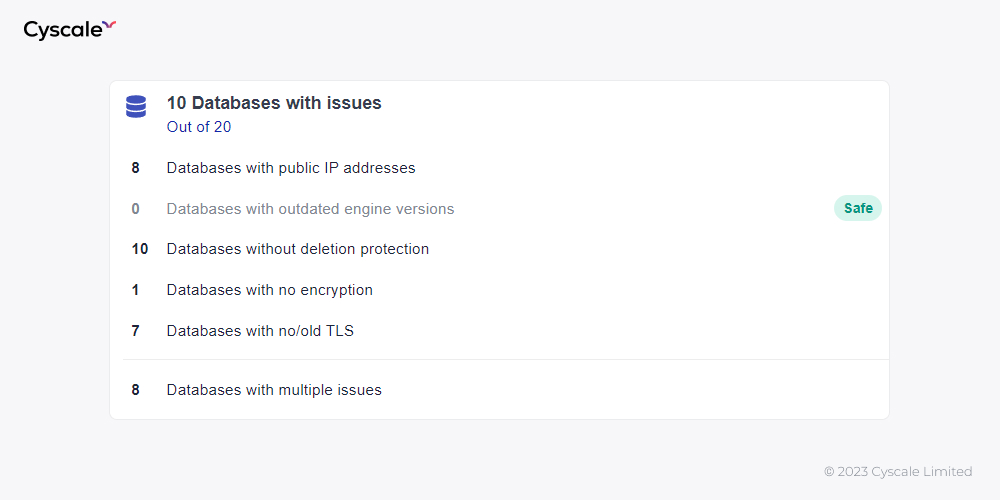 Cyscale
10 Databases with issues
Out of 20
8 Databases with public IP addresses
0 Databases with outdated engine versions Safe
10 Databases without deletion protection
1 Databases with no encryption
7 Databases with no/old TLS
8 Databases with multiple issues
© 2023 Cyscale Limited